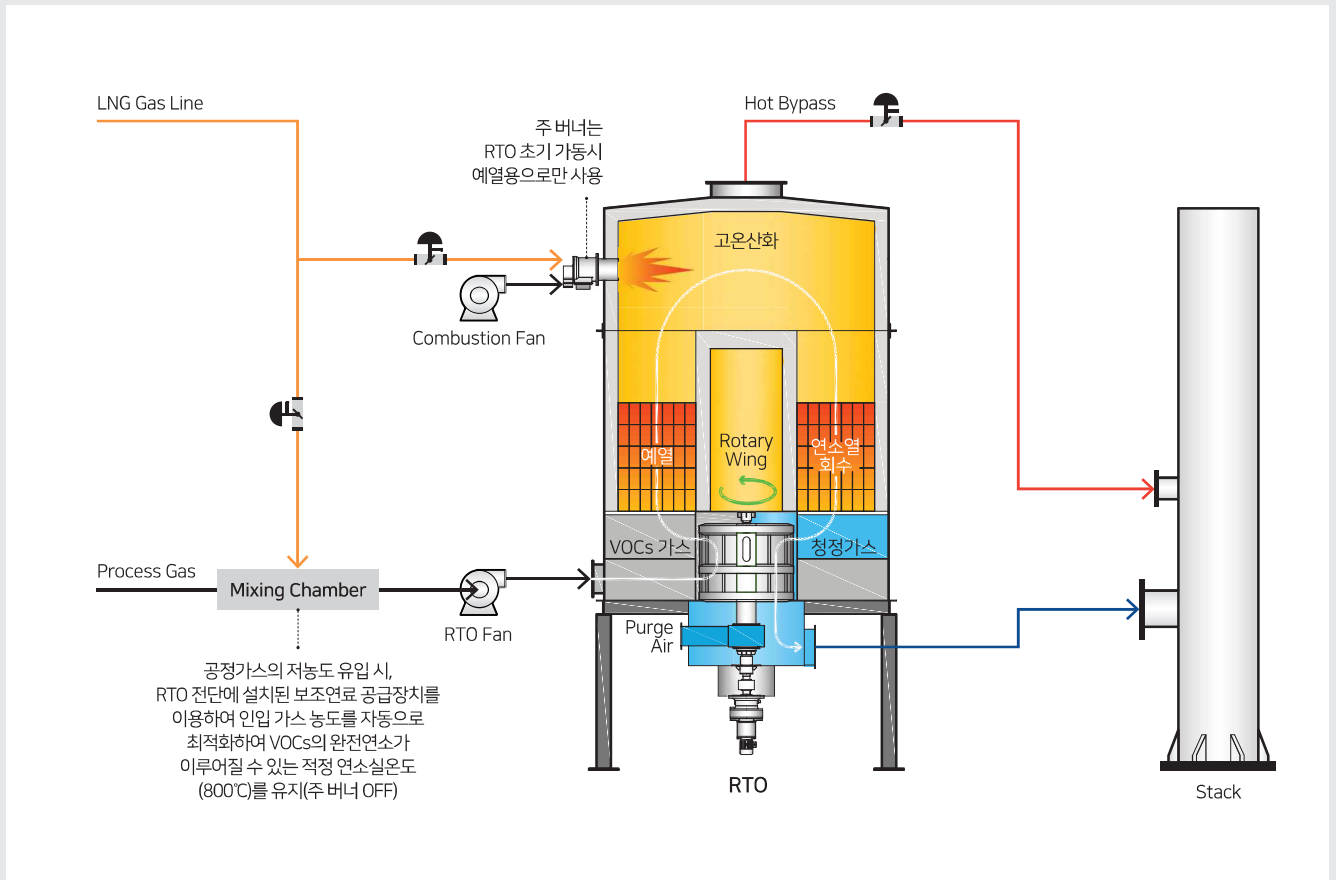 LNG Gas Line
Hot Bypass
주 버너는
RTO 초기 가동시
예열용으로만 사용
고온산화
Combustion Fan
예열
Rotary
Wing
연소열
회수
VOCs 가스
청정가스
Process Gas
Mixing Chamber
RTO Fan
Purge
Air
공정가스의 저농도 유입 시,
RTO 전단에 설치된 보조연료 공급장치를
이용하여 인입 가스 농도를 자동으로
최적화하여 VOCs의 완전연소가
이루어질 수 있는 적정 연소실온도
(800℃)를 유지(주 버너 OFF)
RTO
Stack